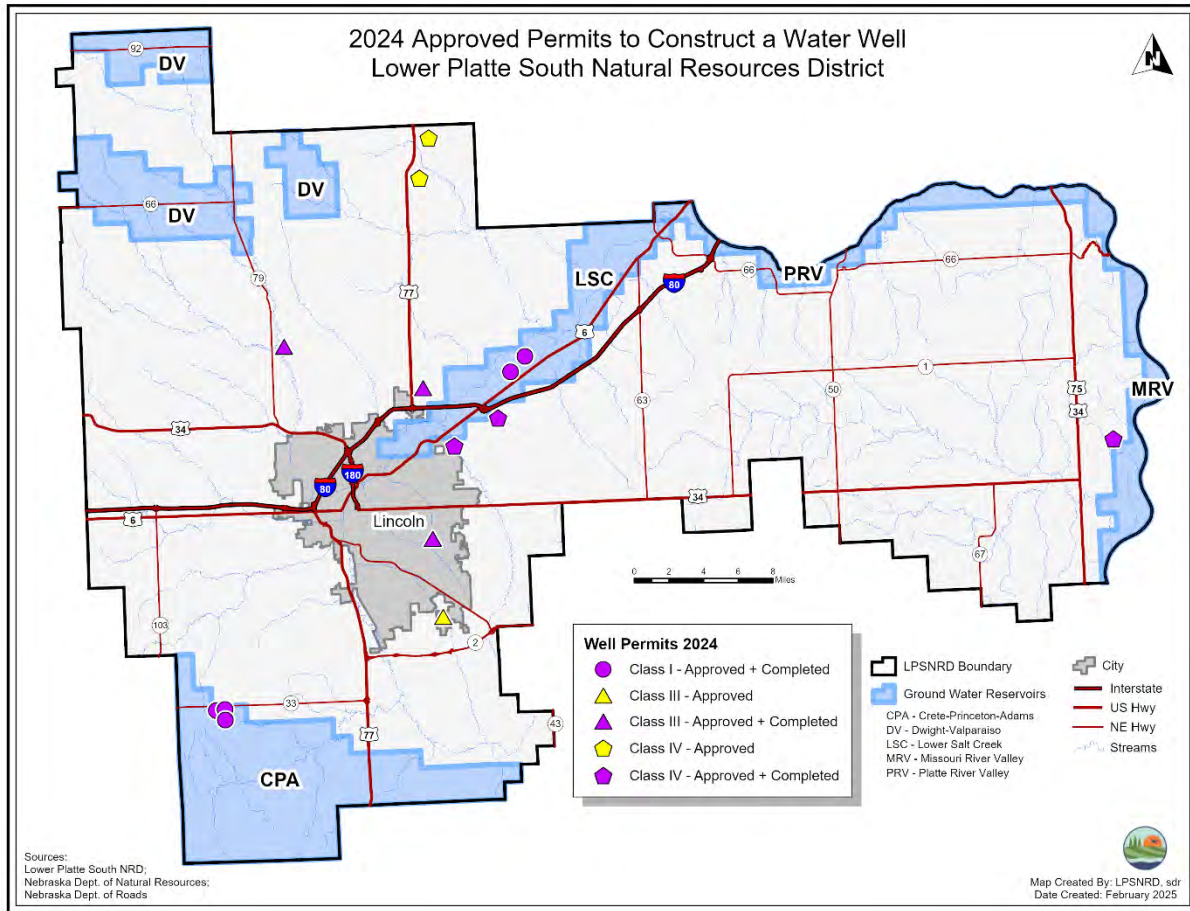 2024 Approved Permits to Construct a Water Well
Lower Platte South Natural Resources District
N
92
DV
DV
DV
66
79
77
LSC
6
80
66
PRV
66
63
50
1
75
34
MRV
34
80
180
6
Lincoln
34
67
103
2
33
77
43
CPA
0 2 4 6 8
Miles
Well Permits 2024
Class I - Approved + Completed
Class III - Approved
Class III - Approved + Completed
Class IV - Approved
Class IV - Approved + Completed
LPSNRD Boundary
Ground Water Reservoirs
CPA - Crete-Princeton-Adams
DV - Dwight-Valparaiso
LSC - Lower Salt Creek
MRV - Missouri River Valley
PRV - Platte River Valley
City
Interstate
US Hwy
NE Hwy
Streams
Sources:
Lower Platte South NRD;
Nebraska Dept. of Natural Resources;
Nebraska Dept. of Roads
Map Created By: LPSNRD, sdr
Date Created: February 2025